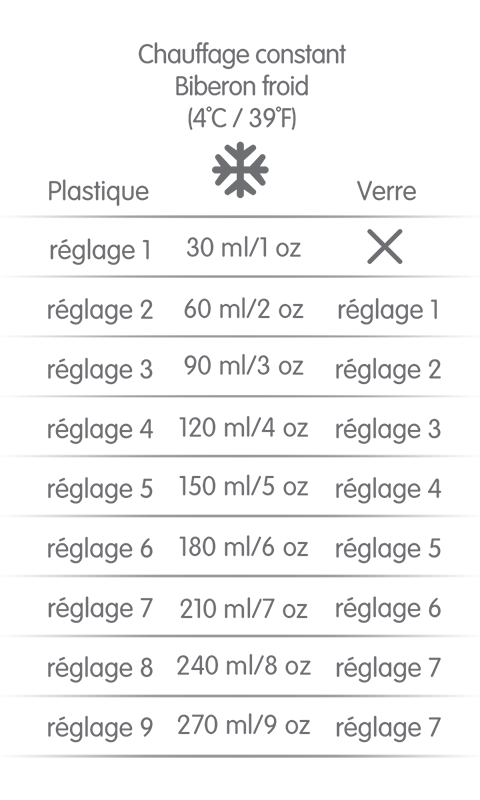 Chauffage constant
Biberon froid
(4°C / 39°F)
Plastique Verre
réglage 1 30 ml/1 oz
réglage 2 60 ml/2 oz réglage 1
réglage 3 90 ml/3 oz réglage 2
réglage 4 120 ml/4 oz réglage 3
réglage 5 150 ml/5 oz réglage 4
réglage 6 180 ml/6 oz réglage 5
réglage 7 210 ml/7 oz réglage 6
réglage 8 240 ml/8 oz réglage 7
réglage 9 270 ml/9 oz réglage 7